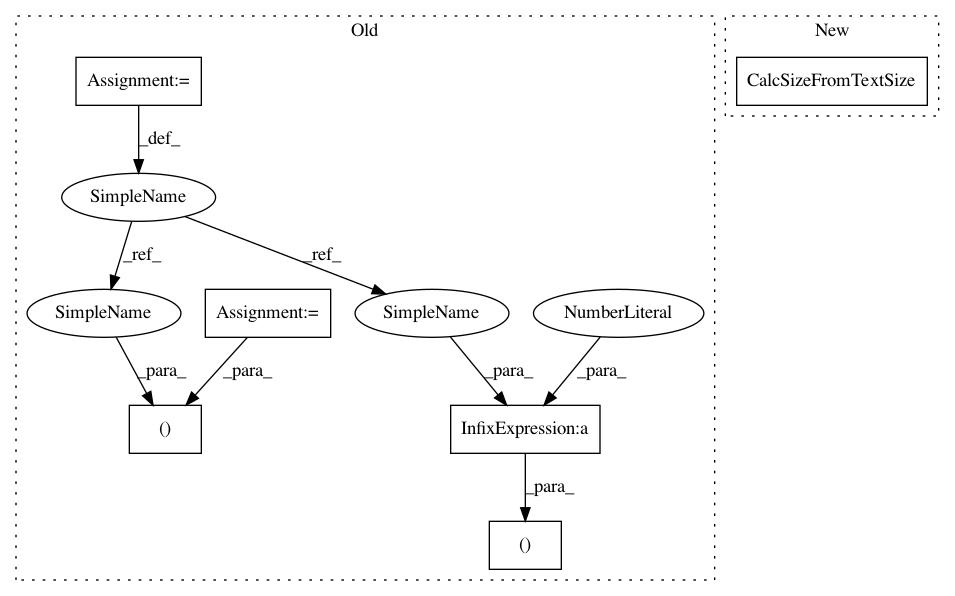 Old
New
Assignment:=
CalcSizeFromTextSize
_def_
SimpleName
_ref_
_ref_
SimpleName
Assignment:=
SimpleName
NumberLiteral
_para_
_para_
_para_
_para_
()
InfixExpression:a
_para_
()